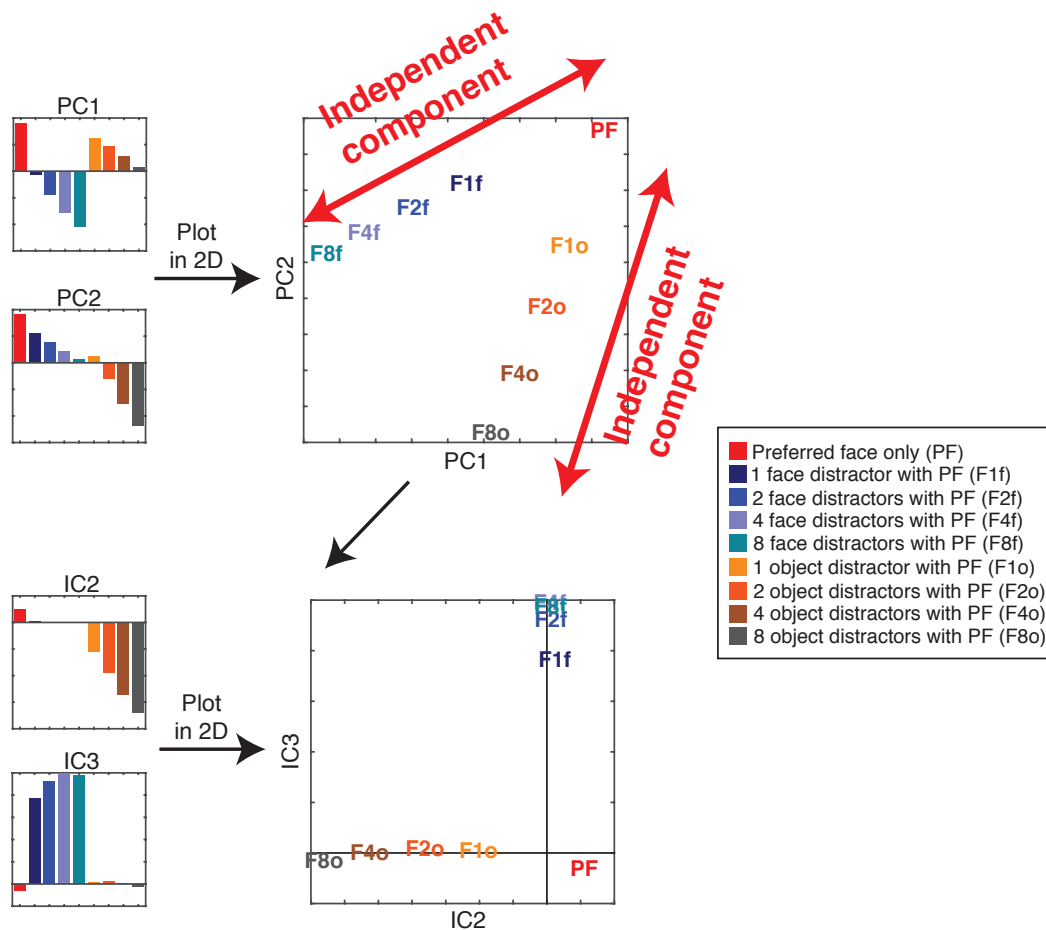 PC1
Plot
in 2D
PC2
Independent
component
PC2
PF
F1f
F2f
F4f
F8f
F1o
F2o
F4o
F8o
PC1
Independent
component
Preferred face only (PF)
1 face distractor with PF (F1f)
2 face distractors with PF (F2f)
4 face distractors with PF (F4f)
8 face distractors with PF (F8f)
1 object distractor with PF (F1o)
2 object distractors with PF (F2o)
4 object distractors with PF (F4o)
8 object distractors with PF (F8o)
IC2
Plot
in 2D
IC3
IC3
F4f
F8f
F2f
F1f
F8o
F4o
F2o
F1o
PF
IC2